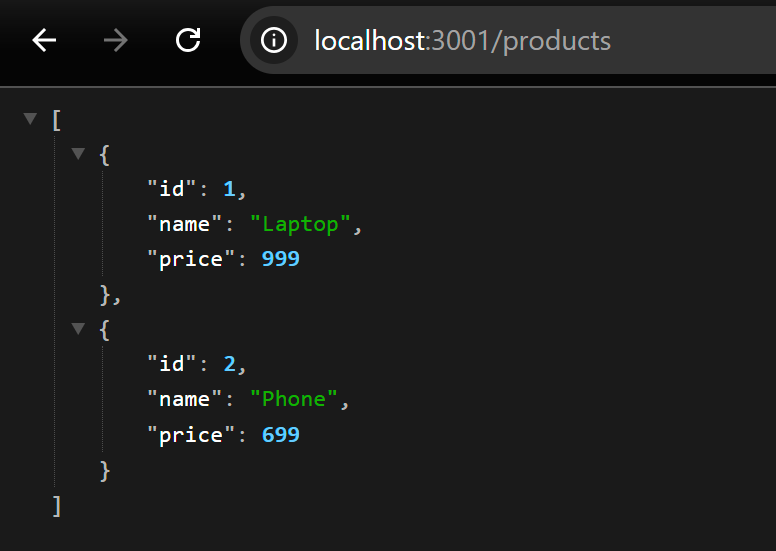 localhost:3001/products
[
{
"id": 1,
"name": "Laptop",
"price": 999
},
{
"id": 2,
"name": "Phone",
"price": 699
}
]